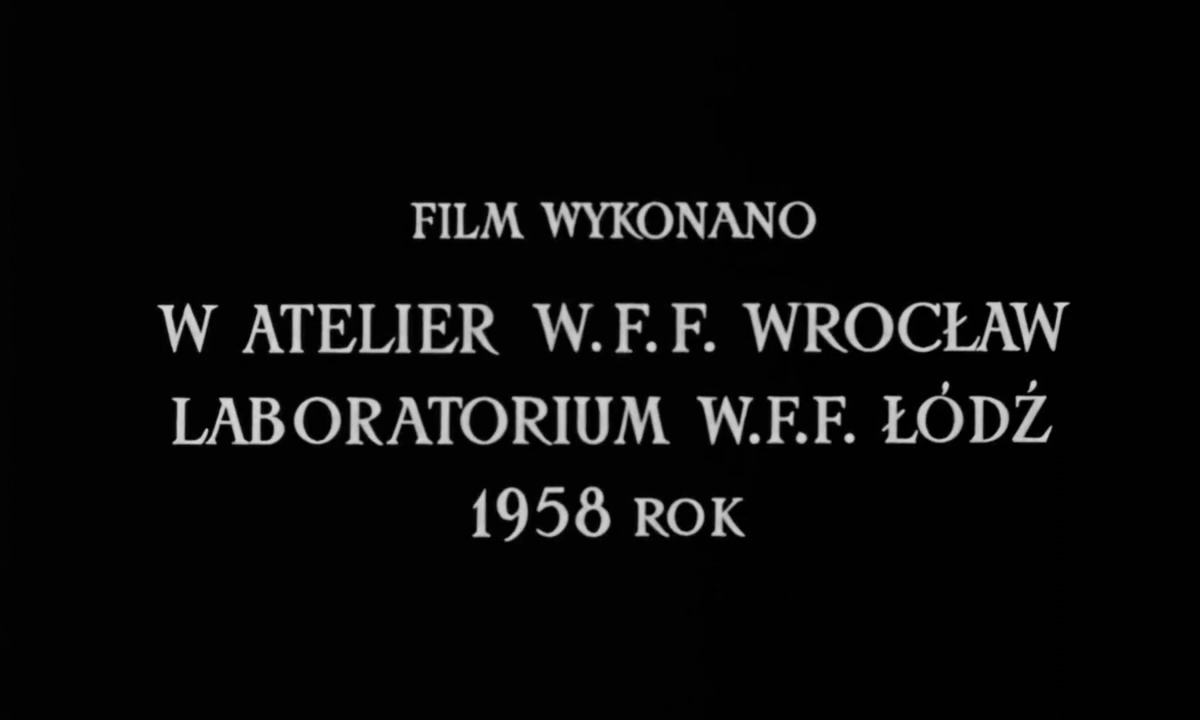 FILM WYKONANO
W ATELIER W.F.F. WROCŁAW
LABORATORIUM W.F.F. ŁÓDŹ
1958 ROK